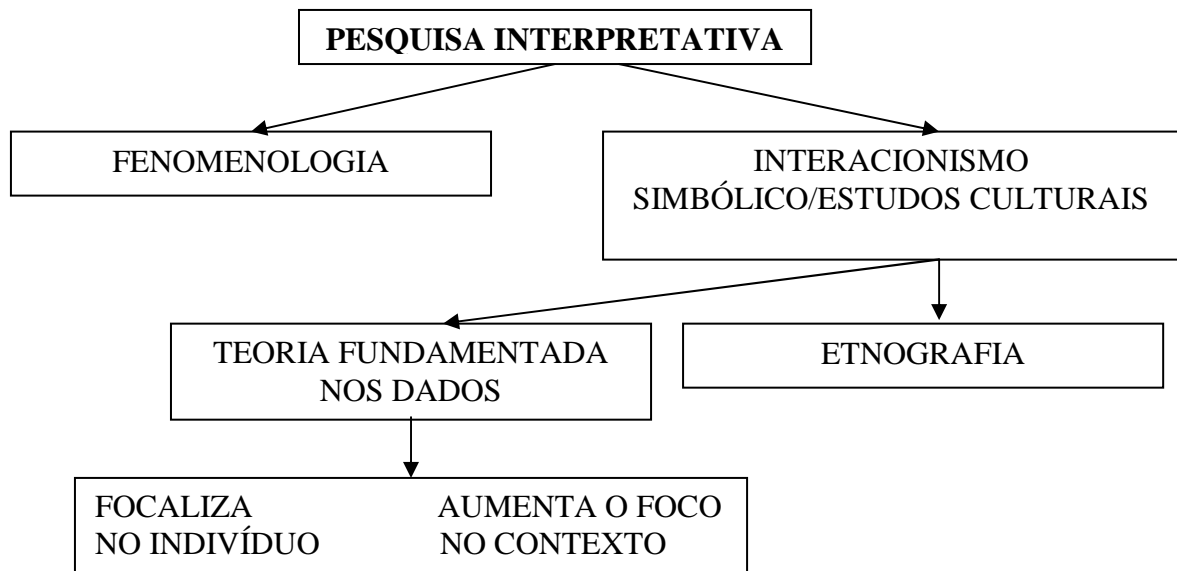 PESQUISA INTERPRETATIVA
FENOMENOLOGIA
INTERACIONISMO
SIMBÓLICO/ESTUDOS CULTURAIS
TEORIA FUNDAMENTADA
NOS DADOS
ETNOGRAFIA
FOCALIZA AUMENTA O FOCO
NO INDIVÍDUO NO CONTEXTO